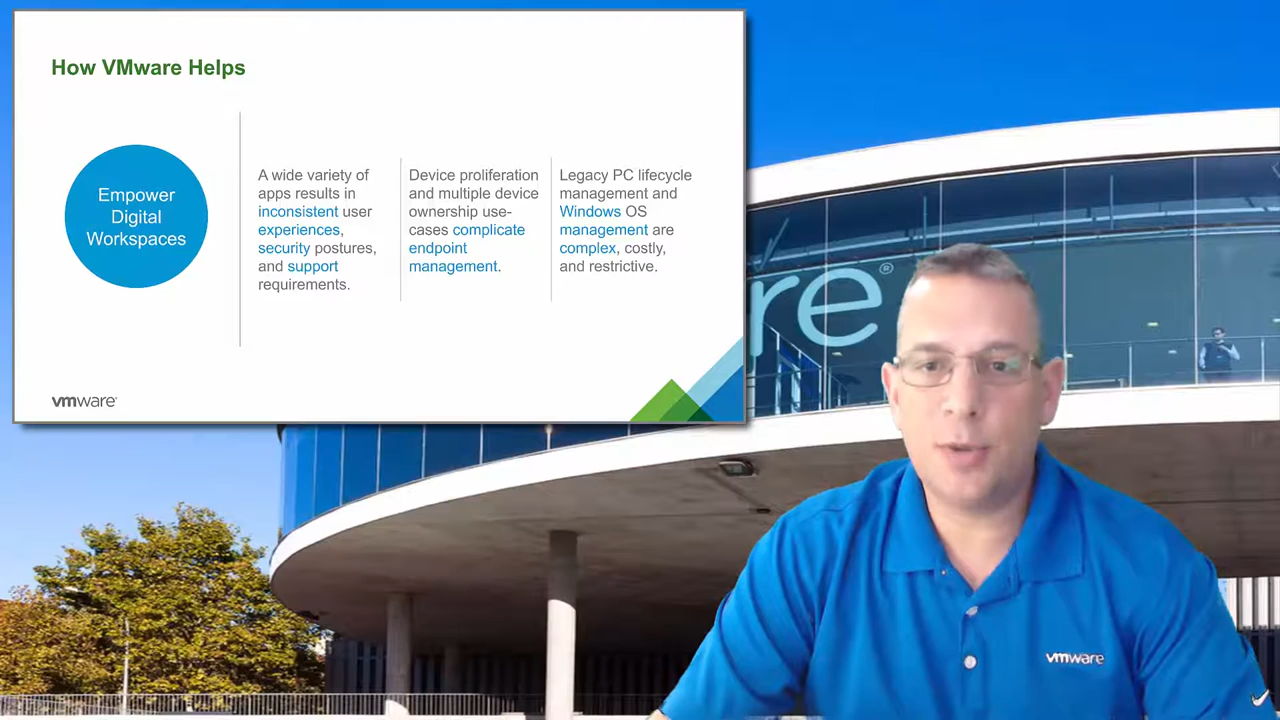 How VMware Helps
Empower
Digital
Workspaces
A wide variety of
apps results in
inconsistent user
experiences,
security postures,
and support
requirements.
Device proliferation
and multiple device
ownership use-
cases complicate
endpoint
management.
Legacy PC lifecycle
management and
Windows OS
management are
complex, costly,
and restrictive.
vmware
re®
vmware